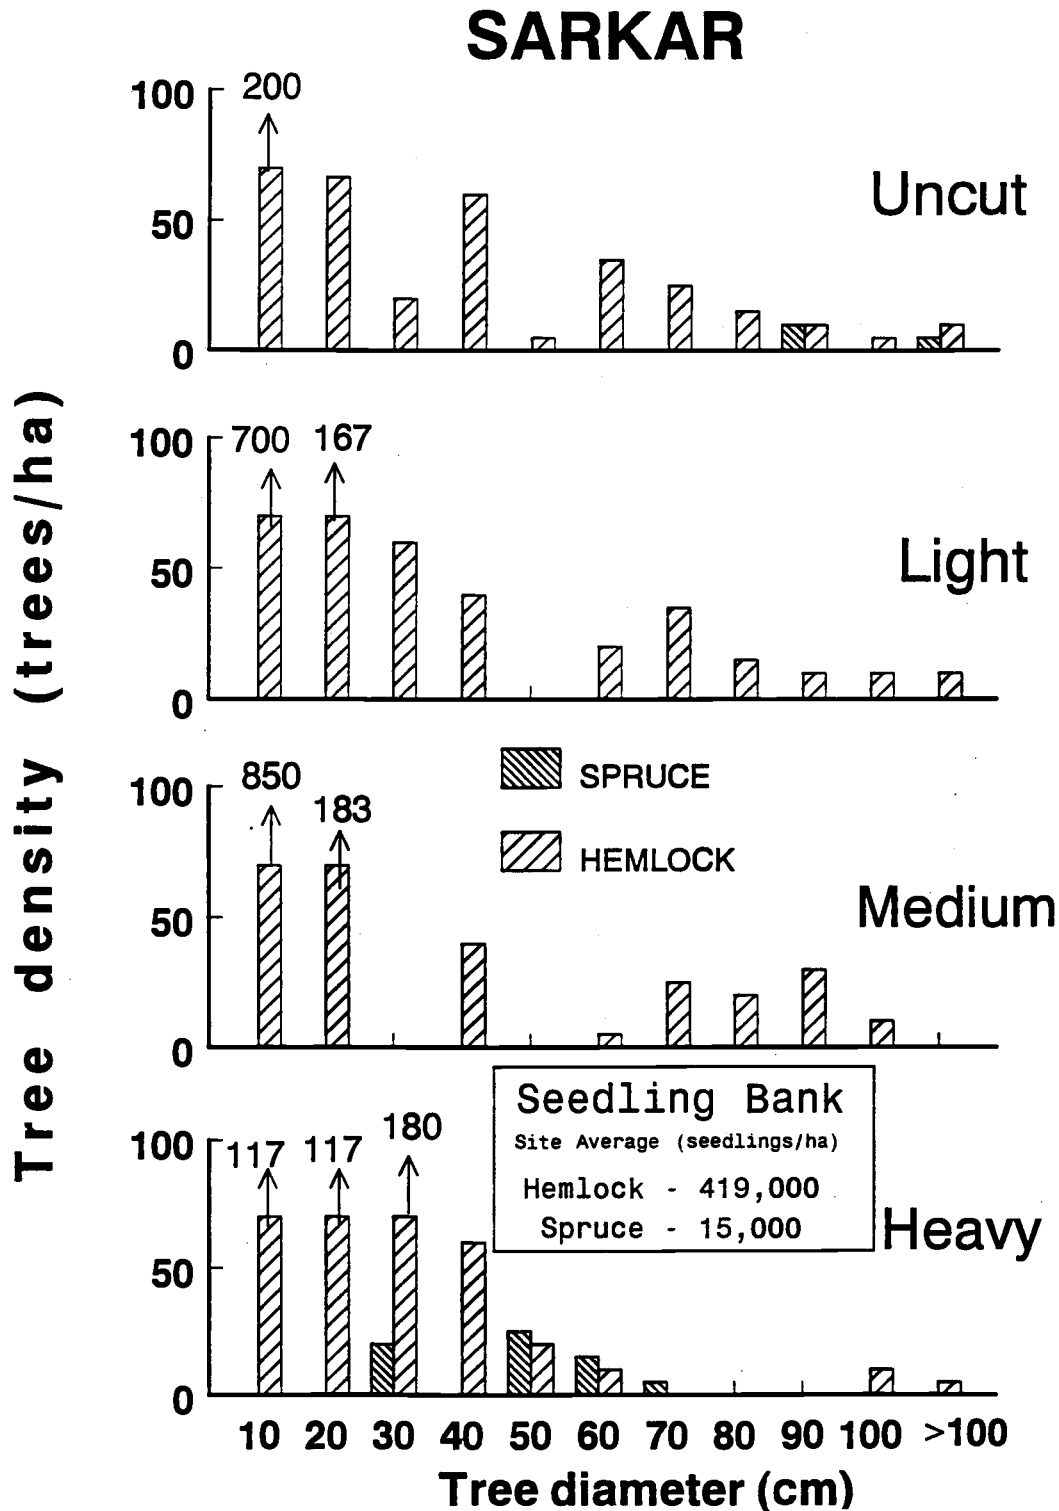 SARKAR
Tree density (trees/ha)
100
200
50
0
Uncut
100
700
167
50
0
Light
SPRUCE
HEMLOCK
100
850
183
50
0
Medium
Seedling Bank
Site Average (seedlings/ha)
Hemlock - 419,000
Spruce - 15,000
100
117
117
180
50
0
Heavy
10 20 30 40 50 60 70 80 90 100 >100
Tree diameter (cm)